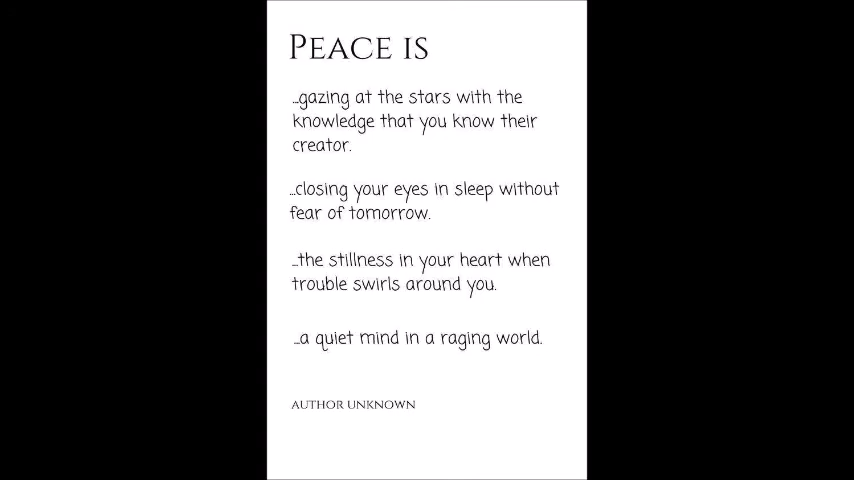 PEACE IS
...gazing at the stars with the
knowledge that you know their
creator.
...closing your eyes in sleep without
fear of tomorrow.
...the stillness in your heart when
trouble swirls around you.
...a quiet mind in a raging world.
AUTHOR UNKNOWN